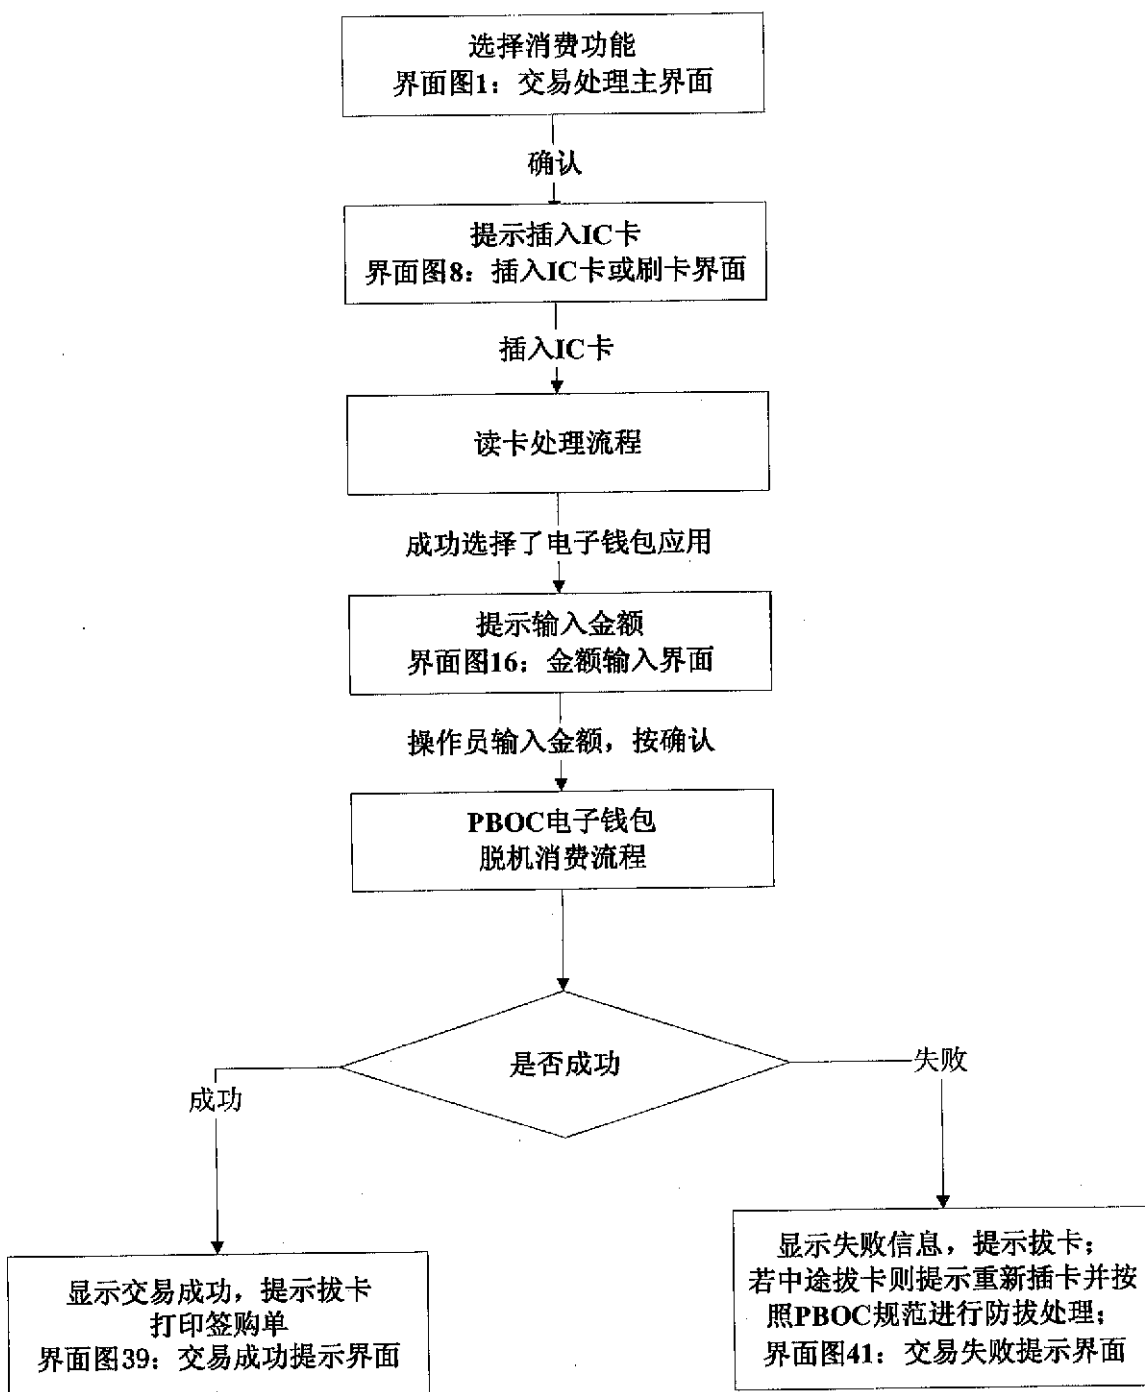 选择消费功能
界面图1：交易处理主界面
确认
提示插入IC卡
界面图8：插入IC卡或刷卡界面
插入IC卡
读卡处理流程
成功选择了电子钱包应用
提示输入金额
界面图16：金额输入界面
操作员输入金额，按确认
PBOC电子钱包
脱机消费流程
是否成功
成功
失败
显示交易成功，提示拔卡
打印签购单
界面图39：交易成功提示界面
显示失败信息，提示拔卡；
若中途拔卡则提示重新插卡并按
照PBOC规范进行防拔处理；
界面图41：交易失败提示界面